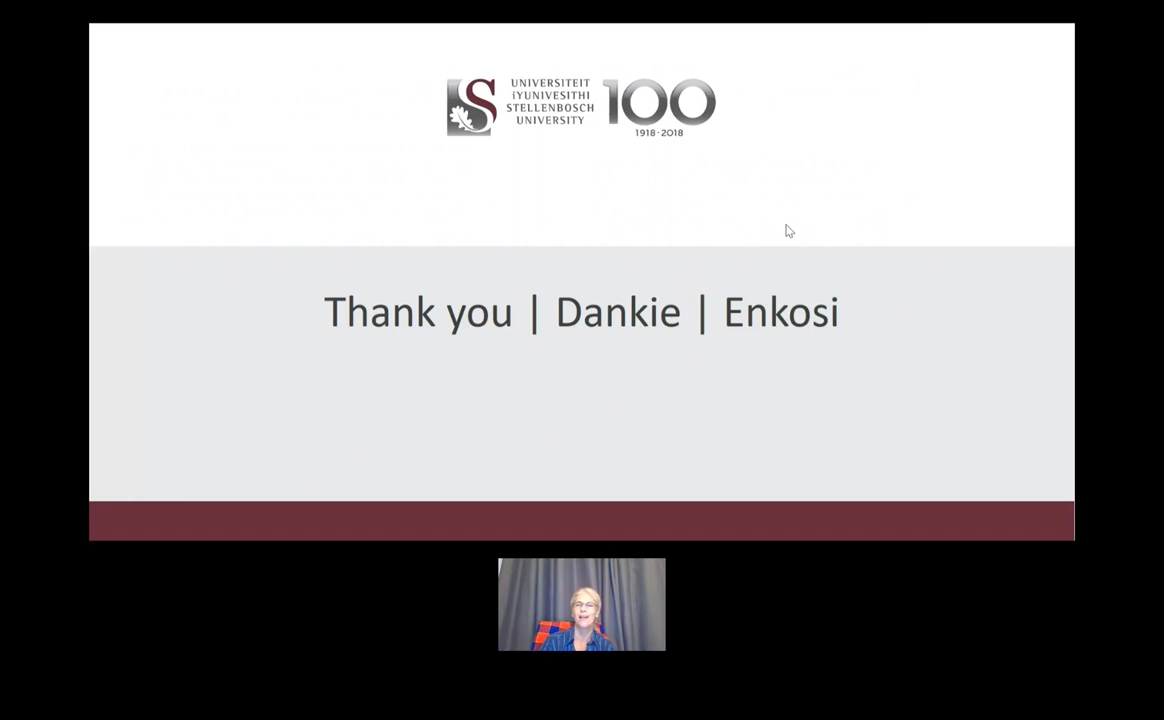 UNIVERSITEIT
iYUNIVESITHI
STELLENBOSCH
UNIVERSITY
100
1918·2018
Thank you | Dankie | Enkosi